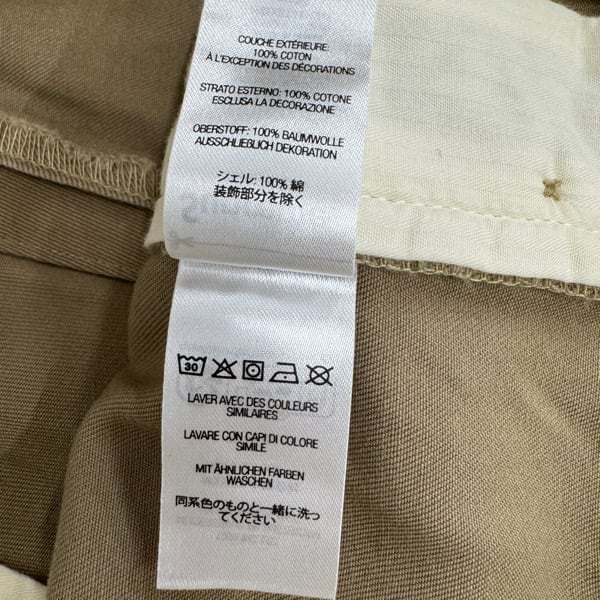 COUCHE EXTÉRIEURE:
100% COTON
À L'EXCEPTION DES DÉCORATIONS
STRATO ESTERNO: 100% COTONE
ESCLUSA LA DECORAZIONE
OBERSTOFF: 100% BAUMWOLLE
AUSSCHLIEßLICH DEKORATION
シェル: 100% 綿
装飾部分を除く
30
LAVER AVEC DES COULEURS
SIMILAIRES
LAVARE CON CAPI DI COLORE
SIMILE
MIT ÄHNLICHEN FARBEN
WASCHEN
同系色のものと一緒に洗っ
てください